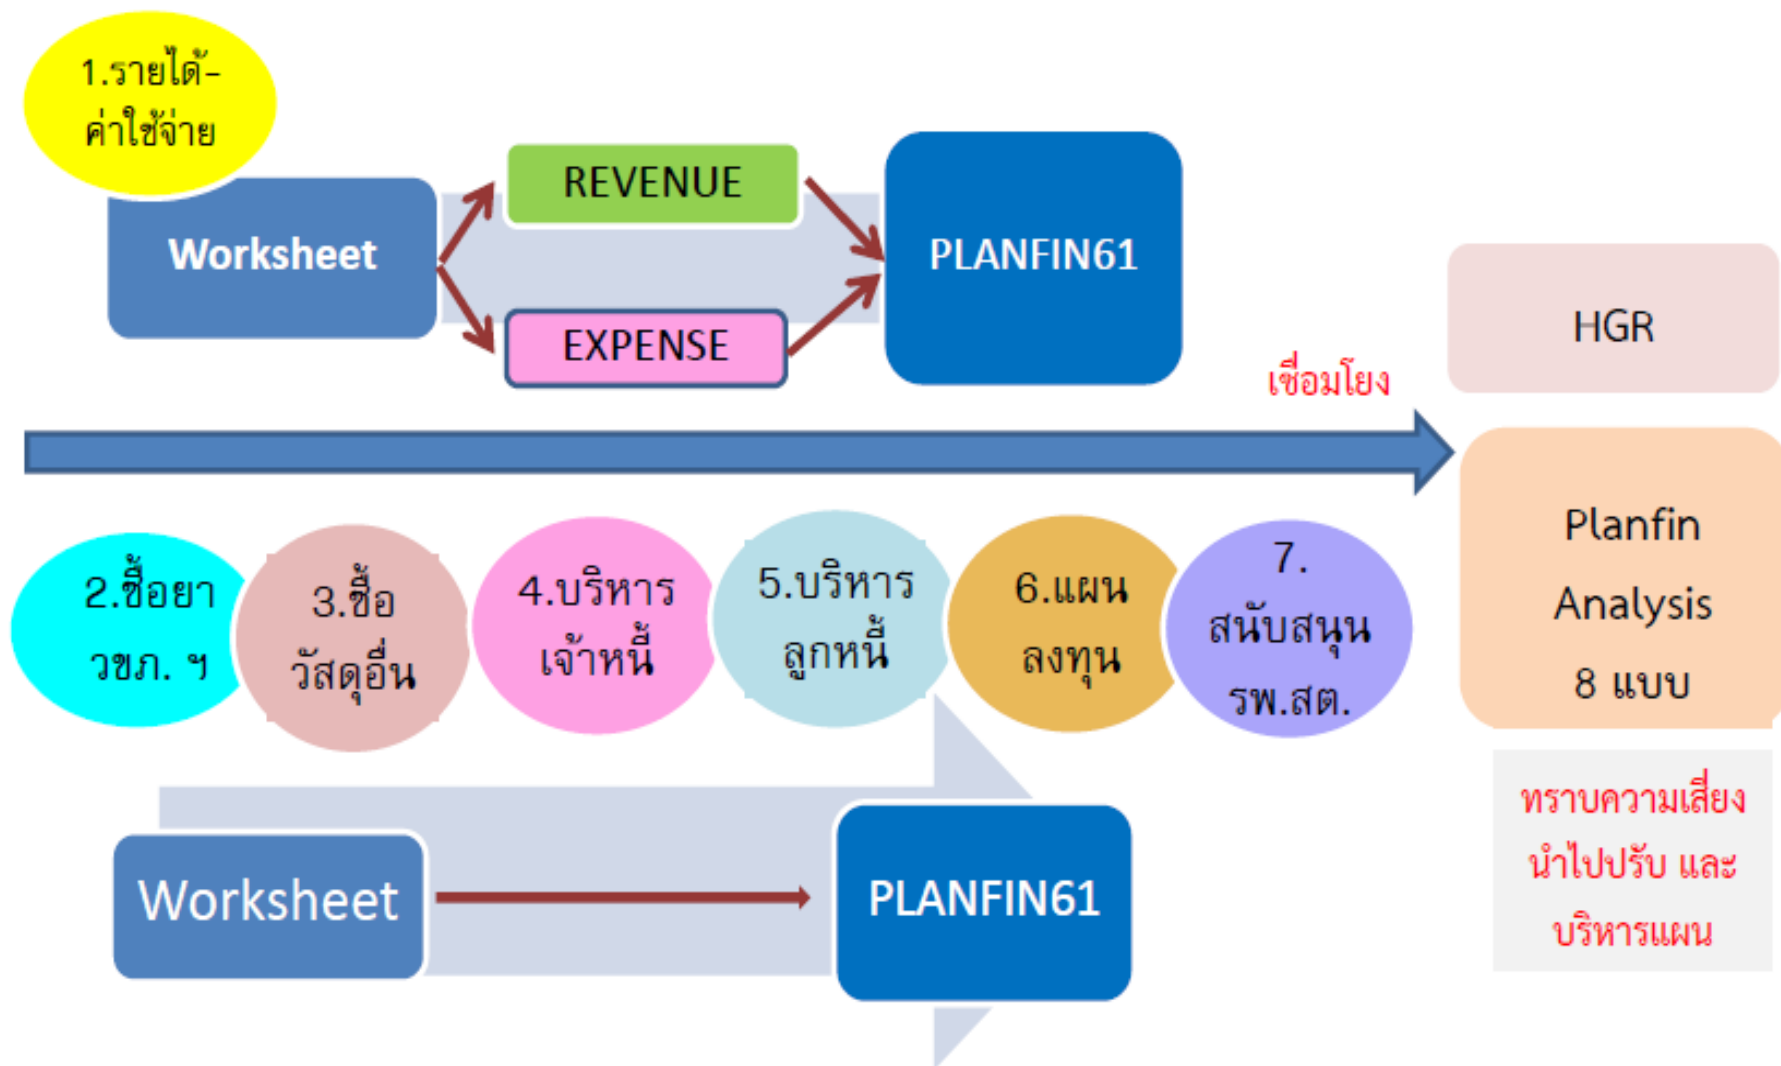 1.รายได้-
ค่าใช้จ่าย
Worksheet
REVENUE
EXPENSE
PLANFIN61
เชื่อมโยง
HGR
2.ซื้อยา
วขภ. ฯ
3.ซื้อ
วัสดุอื่น
4.บริหาร
เจ้าหนี้
5.บริหาร
ลูกหนี้
6.แผน
ลงทุน
7.
สนับสนุน
รพ.สต.
Planfin
Analysis
8 แบบ
Worksheet
PLANFIN61
ทราบความเสี่ยง
นำไปปรับ และ
บริหารแผน